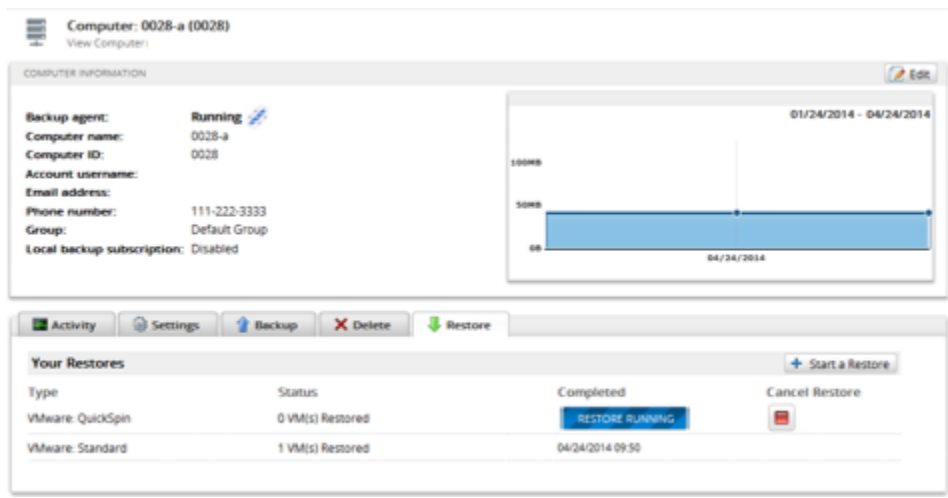 Computer: 0028-a (0028)
View Computer:
COMPUTER INFORMATION
Edit
Backup agent: Running
Computer name: 0028-a
Computer ID: 0028
Account username:
Email address:
Phone number: 111-222-3333
Group: Default Group
Local backup subscription: Disabled
01/24/2014 - 04/24/2014
100MB
50MB
0B
04/24/2014
Activity Settings Backup Delete Restore
Your Restores
Start a Restore
Type Status Completed Cancel Restore
VMware: QuickSpin 0 VM(s) Restored RESTORE RUNNING
VMware: Standard 1 VM(s) Restored 04/24/2014 09:50